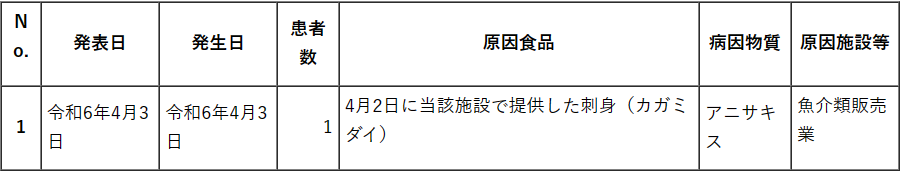 No.
発表日
発生日
患者数
原因食品
病因物質
原因施設等
1
令和6年4月3日
令和6年4月3日
1
4月2日に当該施設で提供した刺身（カガミダイ）
アニサキス
魚介類販売業